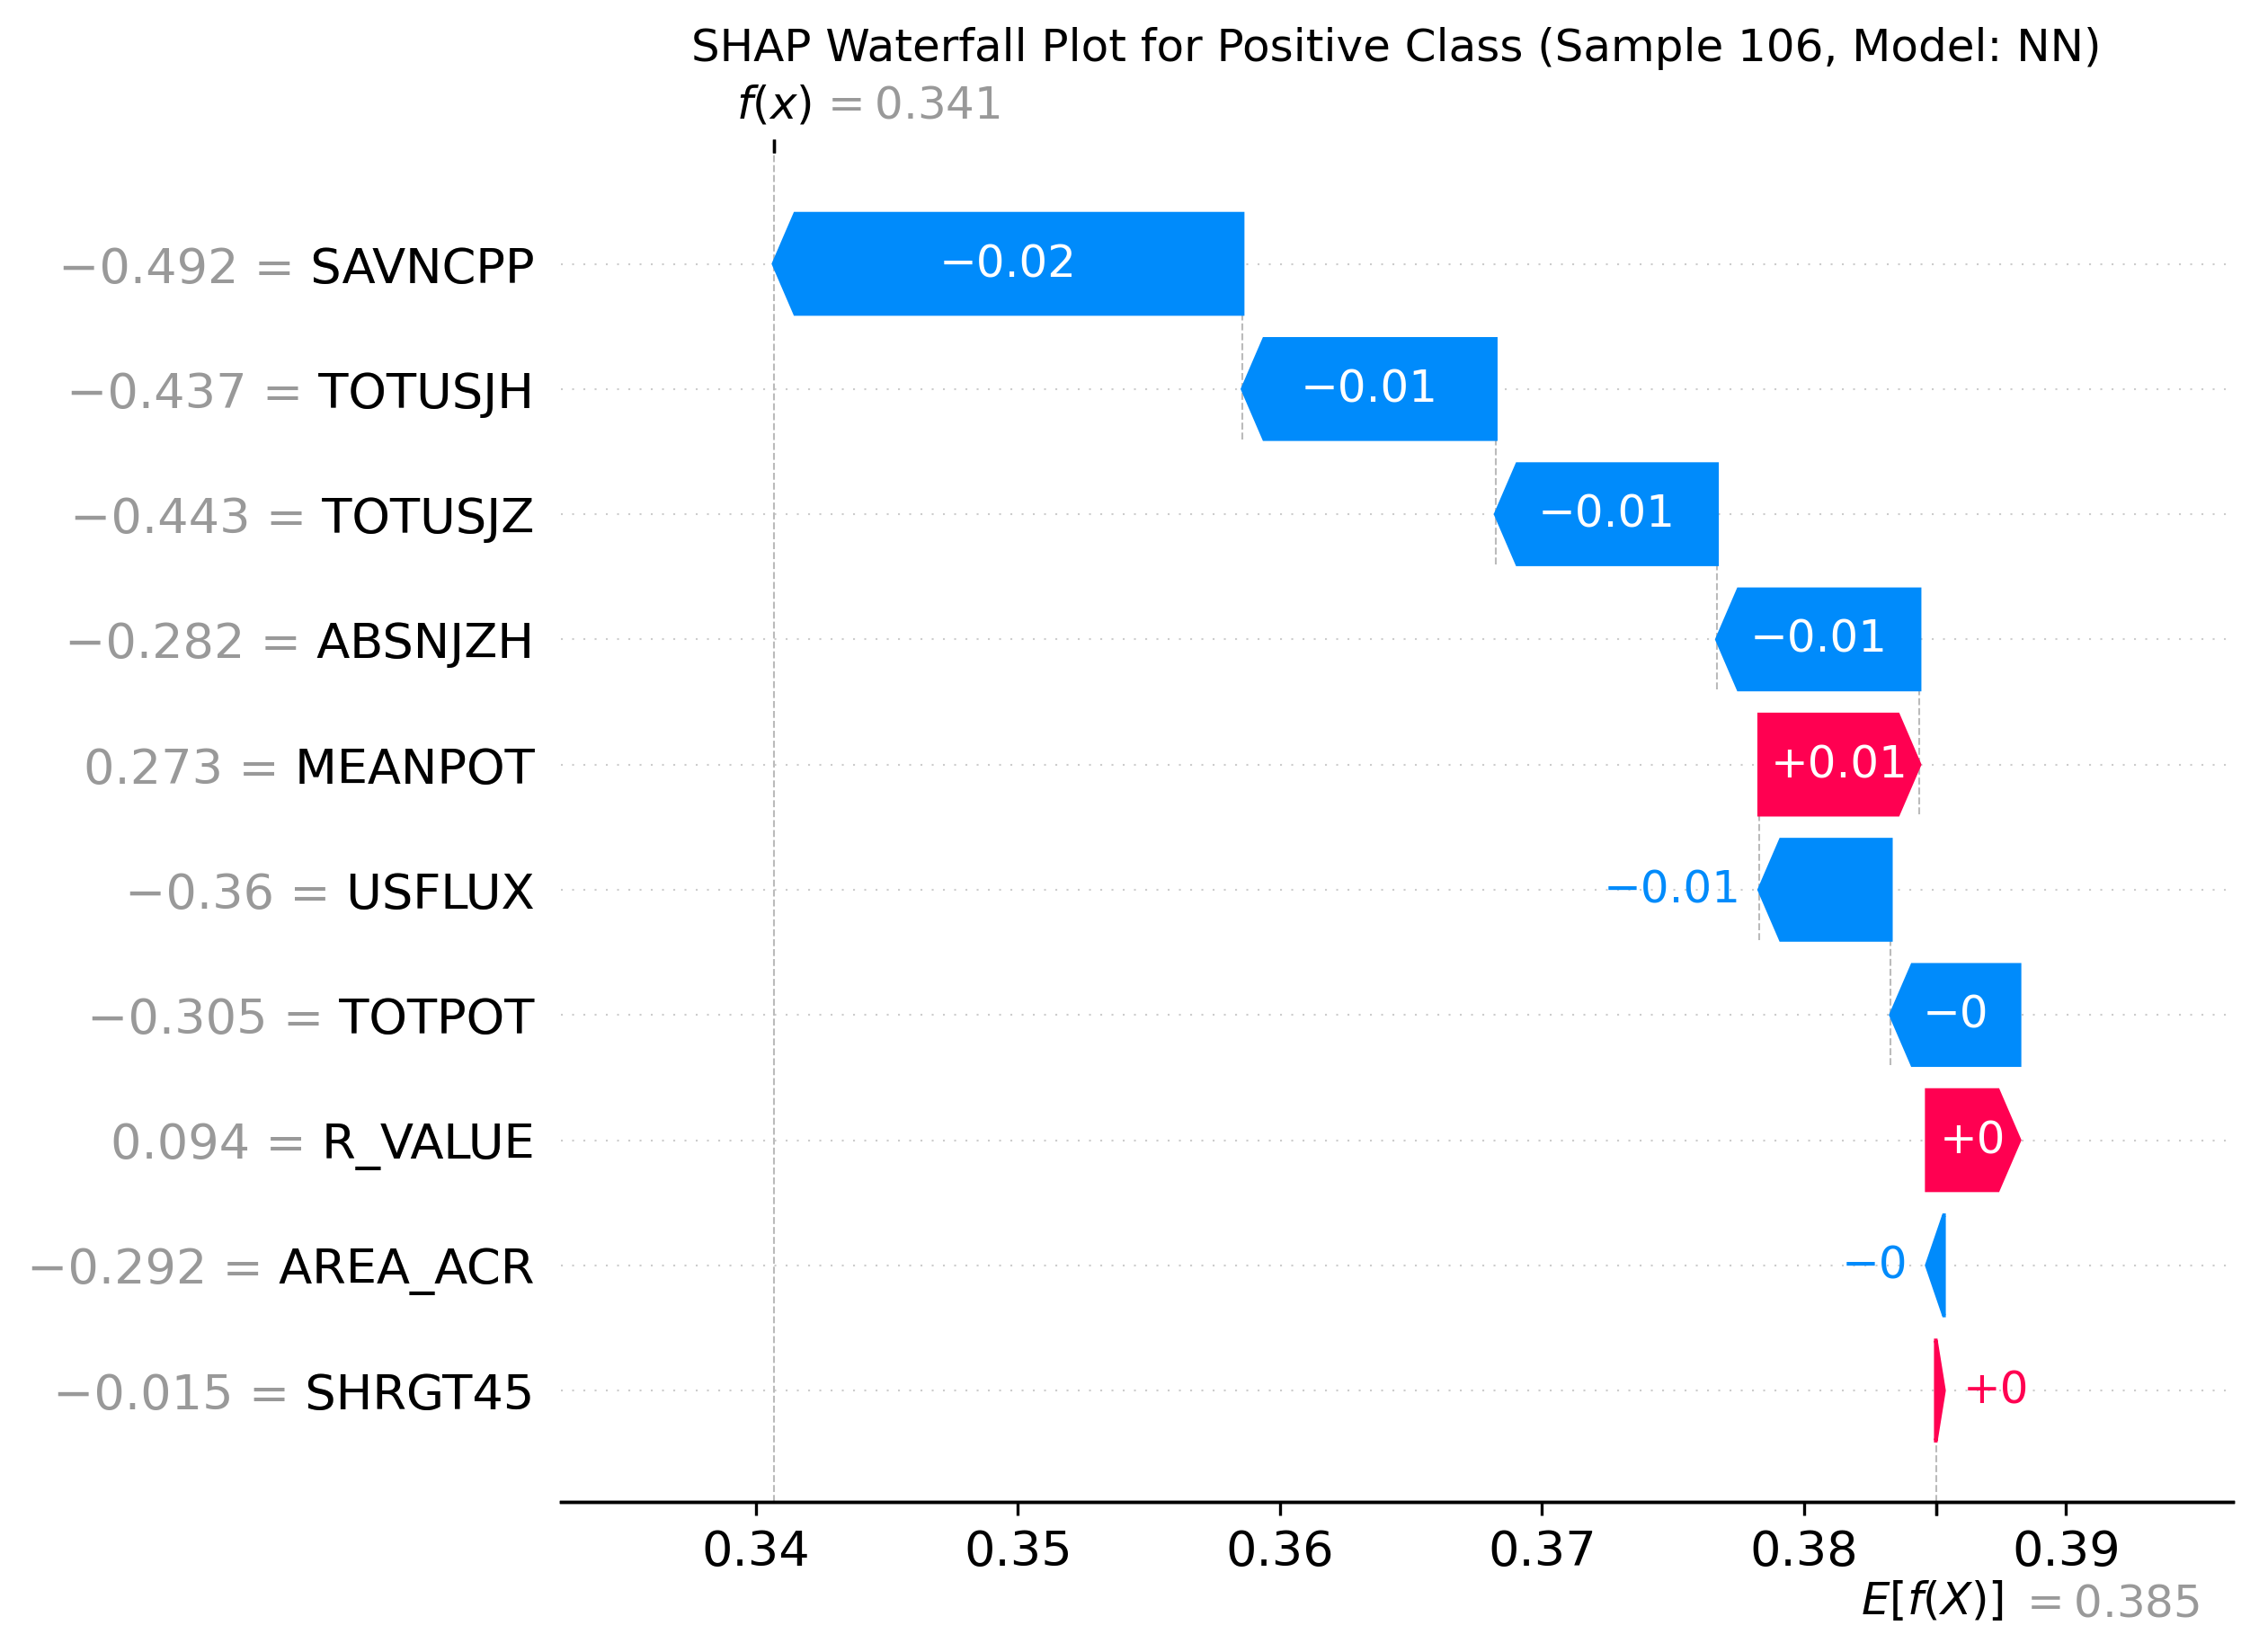 SHAP Waterfall Plot for Positive Class (Sample 106, Model: NN)
f(x) = 0.341
−0.492 = SAVNCPP −0.02
−0.437 = TOTUSJH −0.01
−0.443 = TOTUSJZ −0.01
−0.282 = ABSNJZH −0.01
0.273 = MEANPOT +0.01
−0.36 = USFLUX −0.01
−0.305 = TOTPOT −0
0.094 = R_VALUE +0
−0.292 = AREA_ACR −0
−0.015 = SHRGT45 +0
0.34 0.35 0.36 0.37 0.38 0.39
E[f(X)] = 0.385